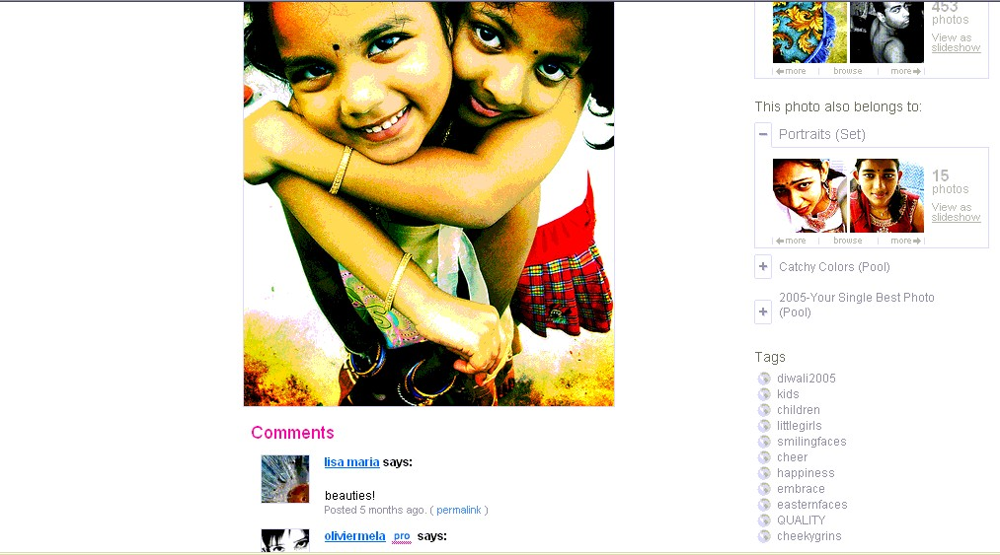 453
photos
View as
slideshow
more
browse
more
This photo also belongs to:
Portraits (Set)
15
photos
View as
slideshow
more
browse
more
+ Catchy Colors (Pool)
+ 2005-Your Single Best Photo
(Pool)
Tags
diwali2005
kids
children
littlegirls
smilingfaces
cheer
happiness
embrace
easternfaces
QUALITY
cheekygrins
Comments
lisa maria says:
beauties!
Posted 5 months ago. ( permalink )
oliviermela pro says: